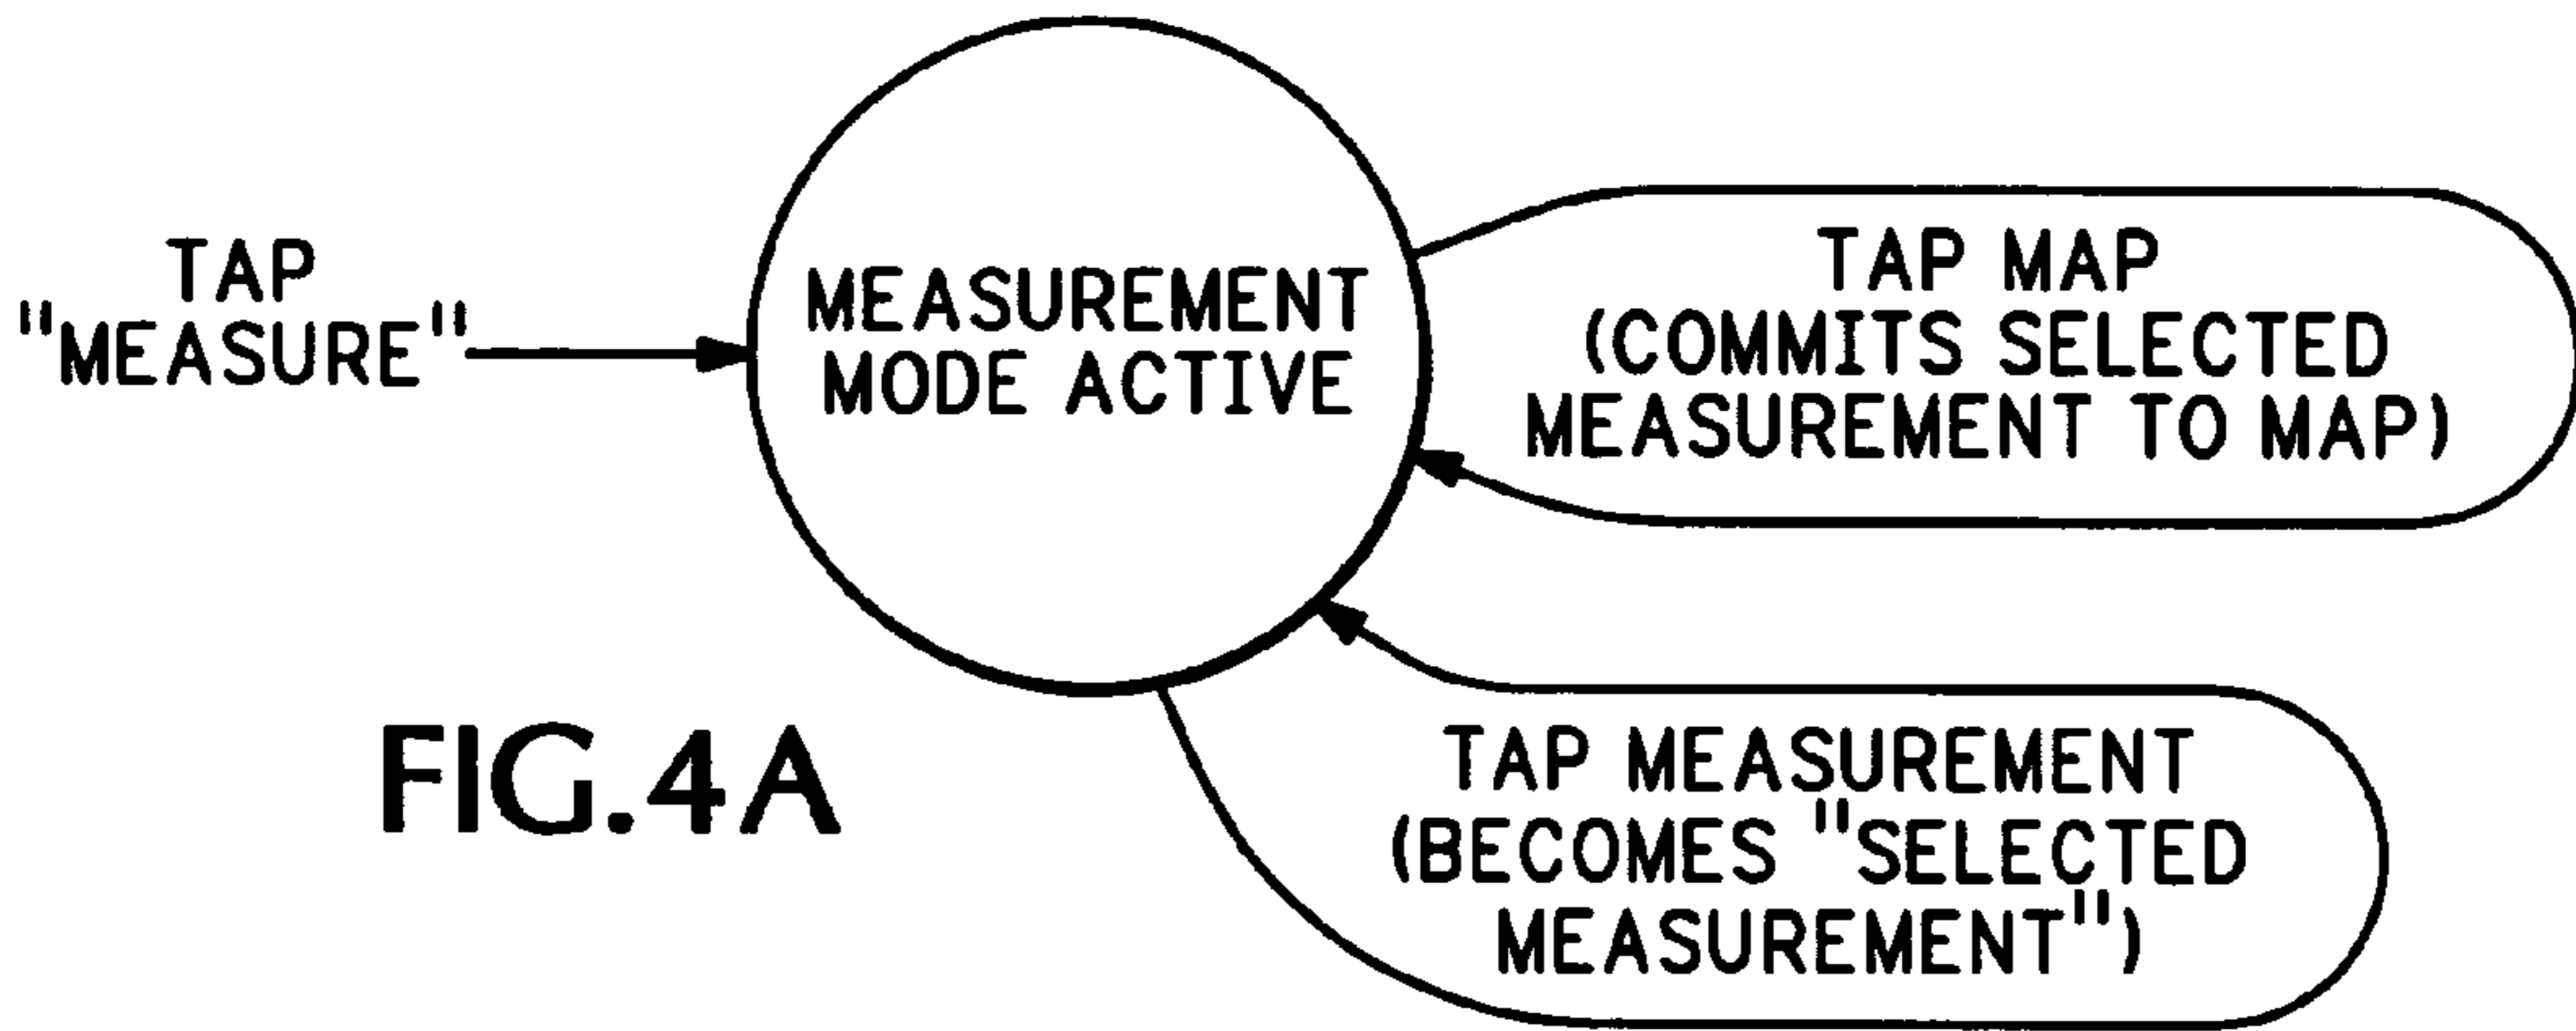 TAP
"MEASURE"
MEASUREMENT
MODE ACTIVE
TAP MAP
(COMMITS SELECTED
MEASUREMENT TO MAP)
TAP MEASUREMENT
(BECOMES "SELECTED
MEASUREMENT")
FIG.4A